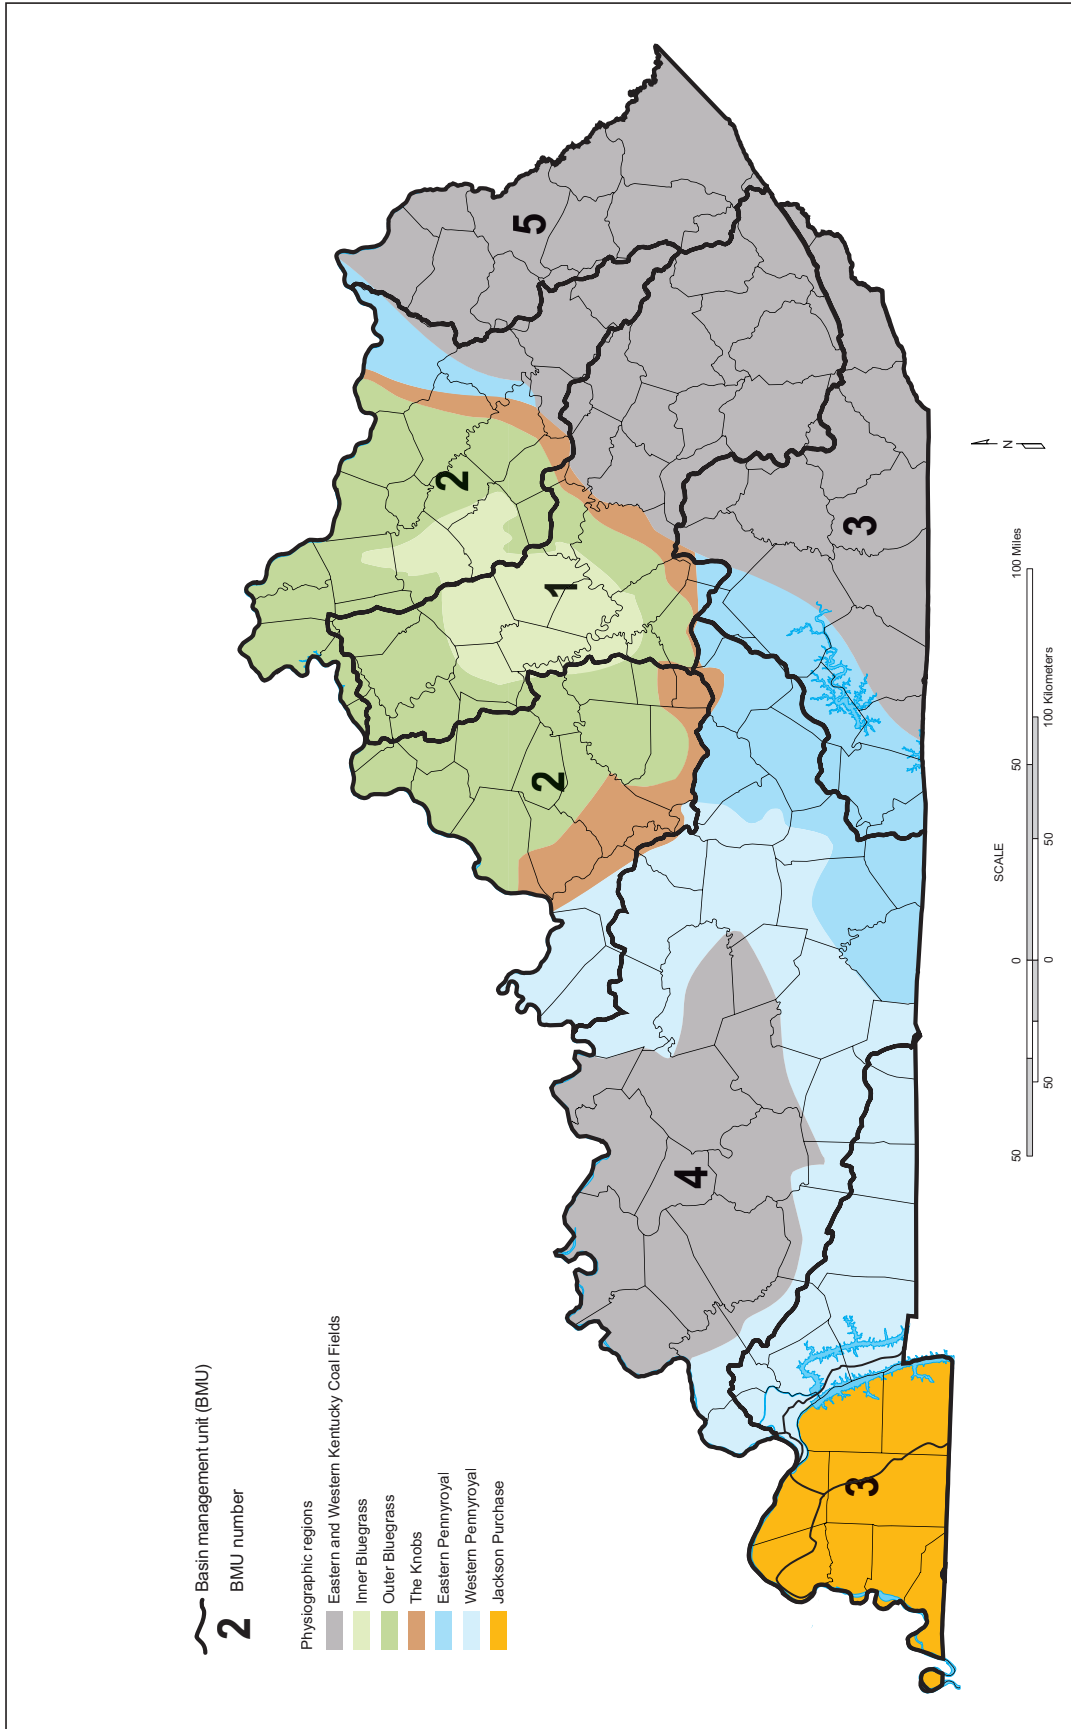 Basin management unit (BMU)
2 BMU number
Physiographic regions
Eastern and Western Kentucky Coal Fields
Inner Bluegrass
Outer Bluegrass
The Knobs
Eastern Pennyroyal
Western Pennyroyal
Jackson Purchase
5
2
1
2
3
4
3
N
SCALE
50 0 50 100 Miles
50 0 50 100 Kilometers